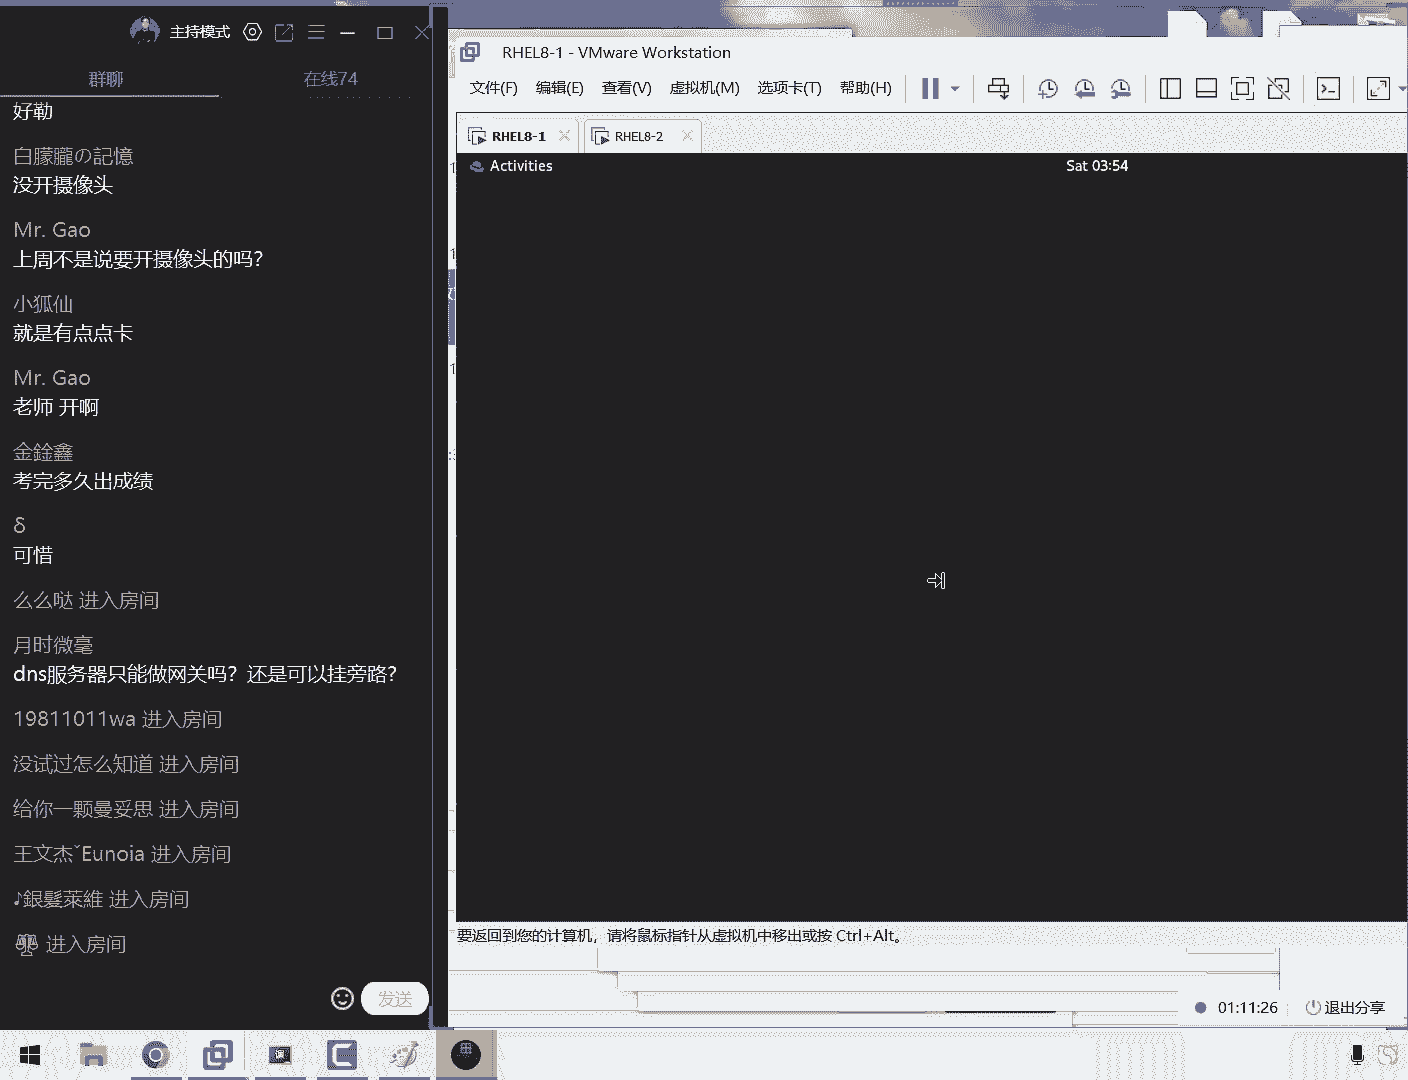 主持模式
群聊
在线74
好勒
白朦朧の記憶
没开摄像头
Mr. Gao
上周不是说要开摄像头的吗？
小狐仙
就是有点点卡
Mr. Gao
老师 开啊
金銓鑫
考完多久出成绩
δ
可惜
么么哒 进入房间
月时微毫
dns服务器只能做网关吗？还是可以挂旁路？
19811011wa 进入房间
没试过怎么知道 进入房间
给你一颗曼妥思 进入房间
王文杰ˇEunoia 进入房间
♪銀髮萊維 进入房间
进入房间
发送
RHEL8-1 - VMware Workstation
文件(F) 编辑(E) 查看(V) 虚拟机(M) 选项卡(T) 帮助(H)
RHEL8-1
RHEL8-2
Activities
Sat 03:54
要返回到您的计算机，请将鼠标指针从虚拟机中移出或按 Ctrl+Alt。
01:11:26
退出分享